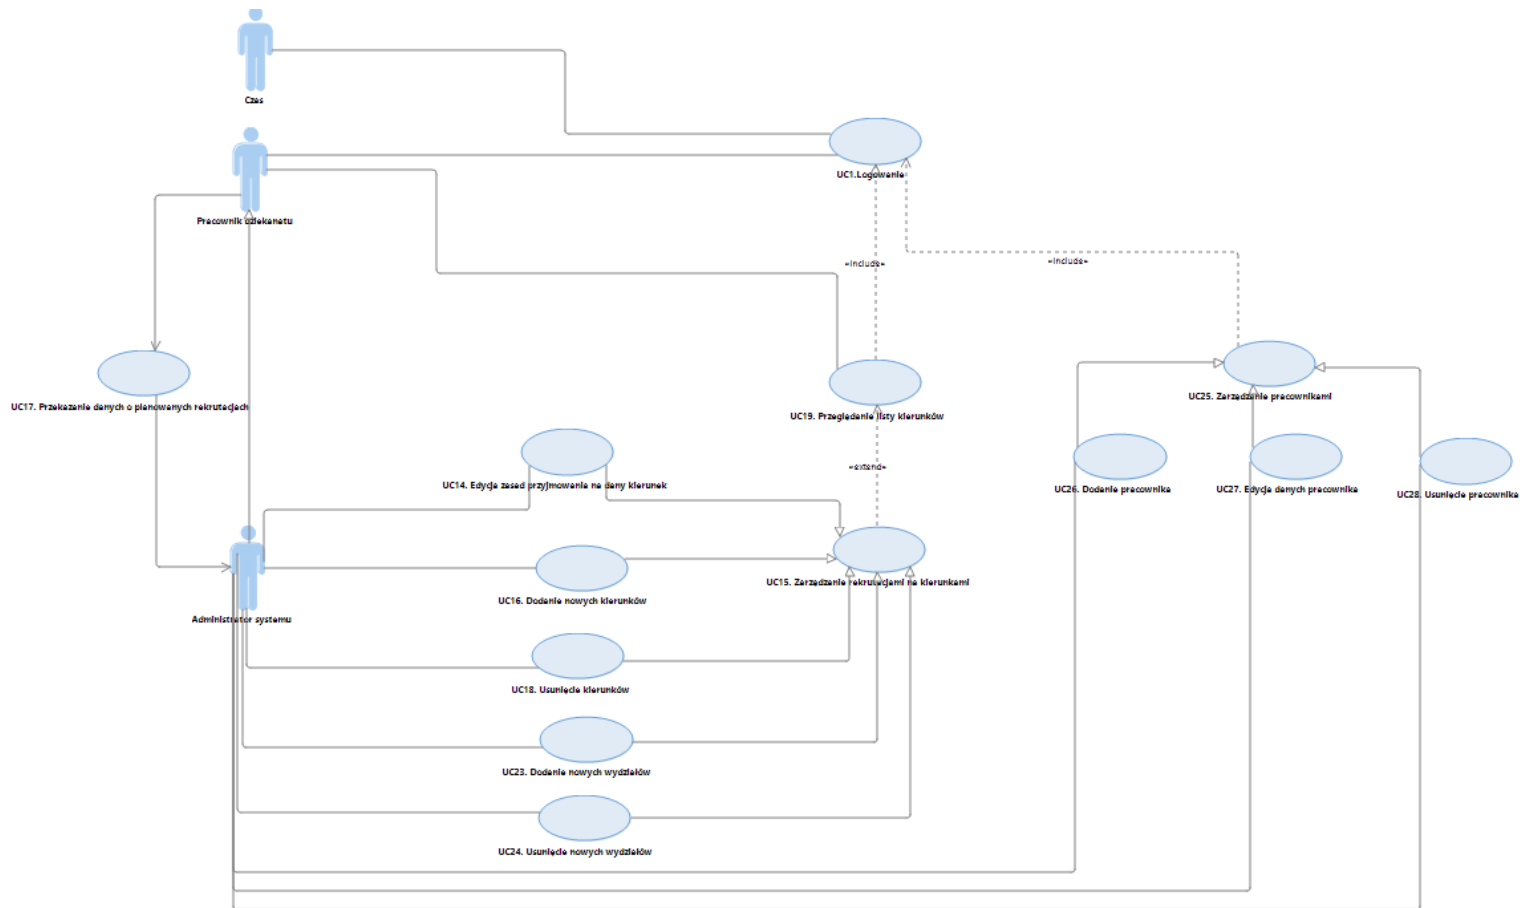 Czas
UC1.Logowanie
Pracownik dziekanatu
«include»
«include»
UC25. Zarządzanie pracownikami
UC17. Przekazanie danych o planowanych rekrutacjach
UC19. Przeglądanie listy kierunków
«extend»
UC14. Edycja zasad przyjmowania na dany kierunek
UC26. Dodanie pracownika
UC27. Edycja danych pracownika
UC28. Usunięcie pracownika
UC15. Zarządzanie rekrutacjami na kierunkami
UC16. Dodanie nowych kierunków
Administrator systemu
UC18. Usunięcie kierunków
UC23. Dodanie nowych wydziałów
UC24. Usunięcie nowych wydziałów